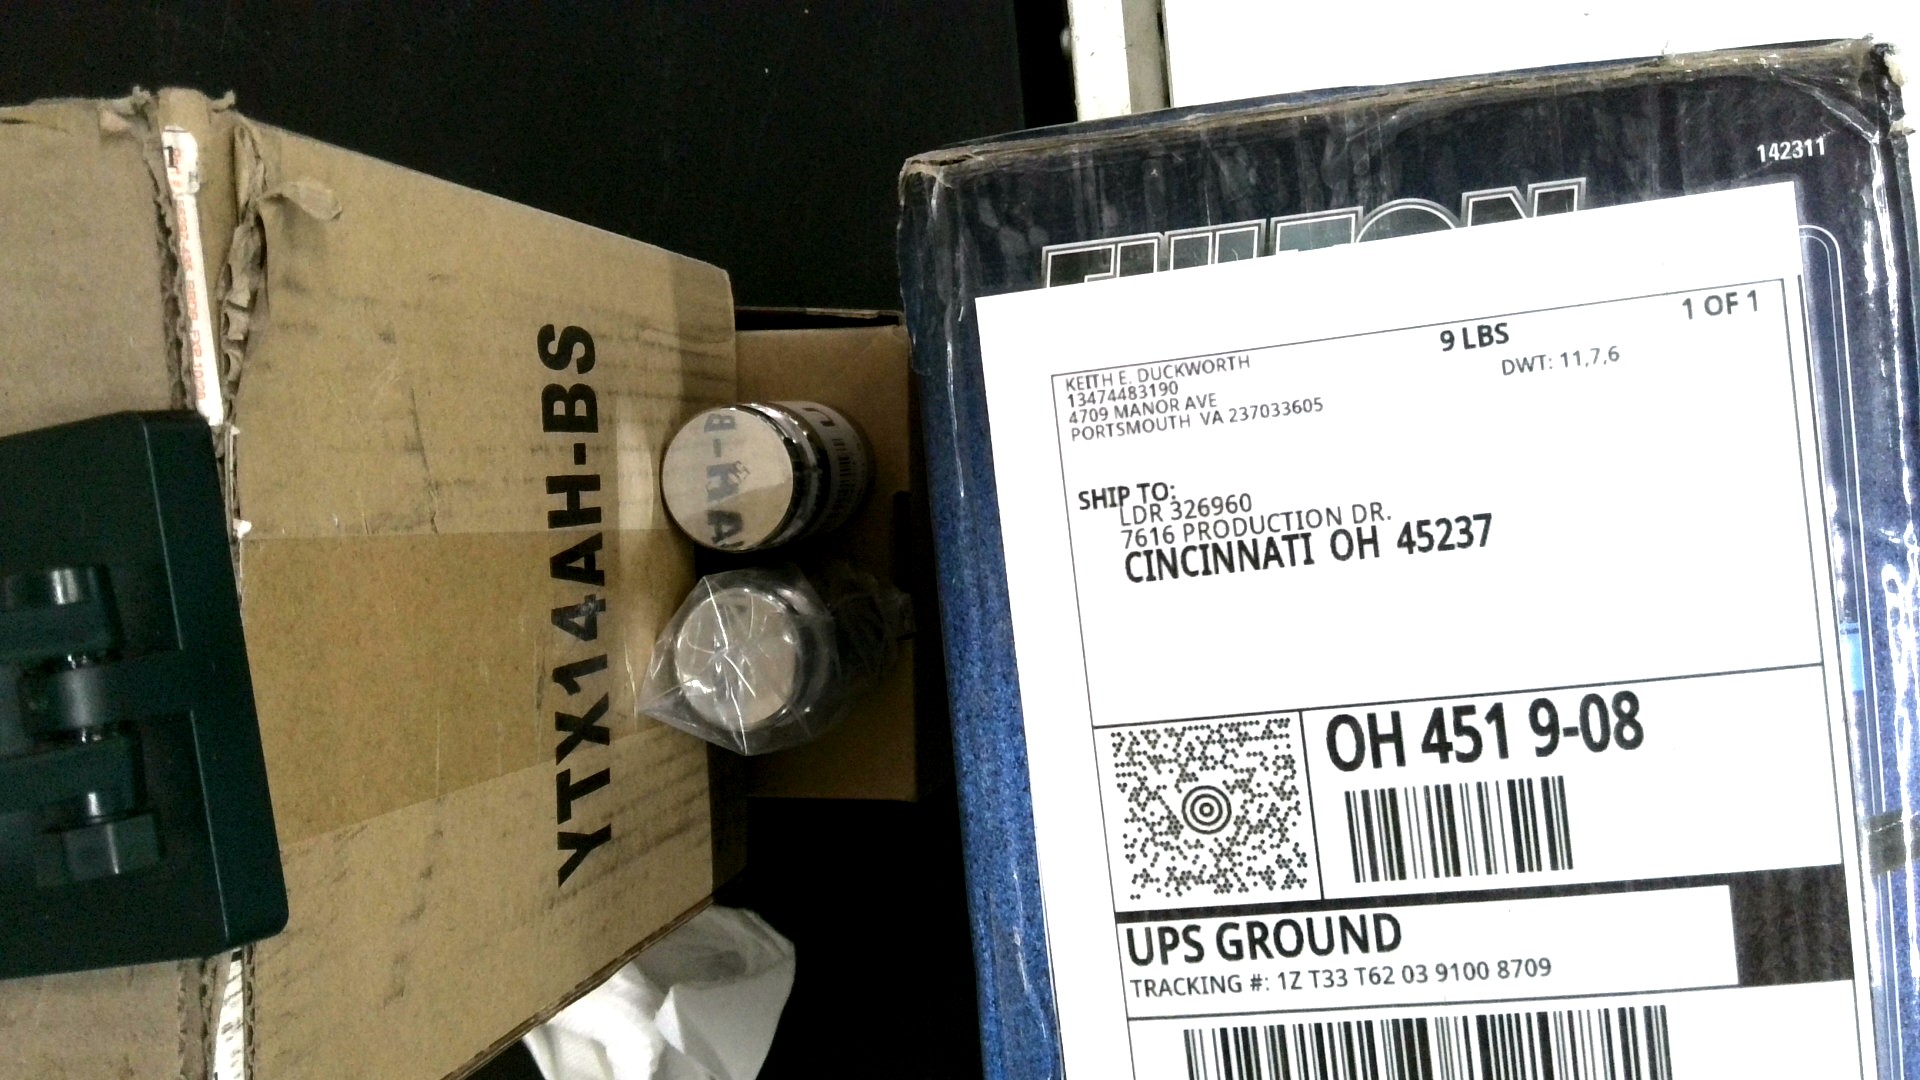 YTX14AH-BS
142311
FULTON
1 OF 1
9 LBS
DWT: 11,7,6
KEITH E. DUCKWORTH
13474483190
4709 MANOR AVE
PORTSMOUTH VA 237033605
SHIP TO:
LDR 326960
7616 PRODUCTION DR.
CINCINNATI OH 45237
OH 451 9-08
UPS GROUND
TRACKING #: 1Z T33 T62 03 9100 8709